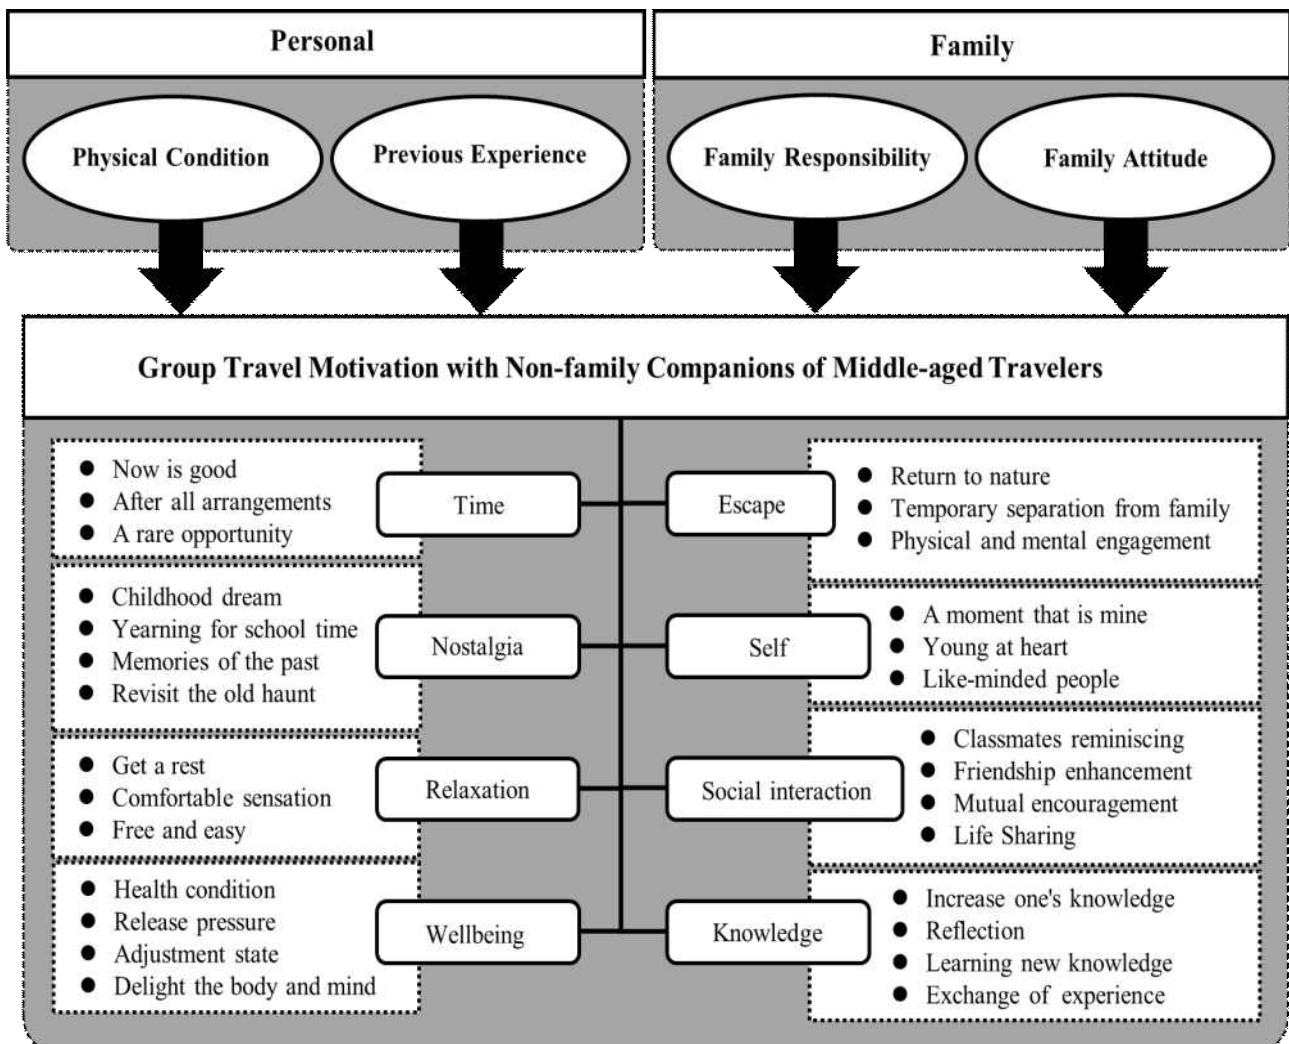 Personal
Family
Physical Condition
Previous Experience
Family Responsibility
Family Attitude
Group Travel Motivation with Non-family Companions of Middle-aged Travelers
● Now is good
● After all arrangements
● A rare opportunity
Time
Escape
● Return to nature
● Temporary separation from family
● Physical and mental engagement
● Childhood dream
● Yearning for school time
● Memories of the past
● Revisit the old haunt
Nostalgia
Self
● A moment that is mine
● Young at heart
● Like-minded people
● Get a rest
● Comfortable sensation
● Free and easy
Relaxation
Social interaction
● Classmates reminiscing
● Friendship enhancement
● Mutual encouragement
● Life Sharing
● Health condition
● Release pressure
● Adjustment state
● Delight the body and mind
Wellbeing
Knowledge
● Increase one's knowledge
● Reflection
● Learning new knowledge
● Exchange of experience